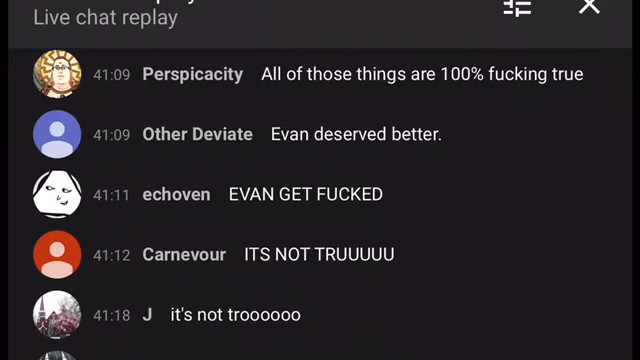 Live chat replay
41:09 Perspicacity All of those things are 100% fucking true
41:09 Other Deviate Evan deserved better.
41:11 echoven EVAN GET FUCKED
41:12 Carnevour ITS NOT TRUUUUU
41:18 J it's not troooooo